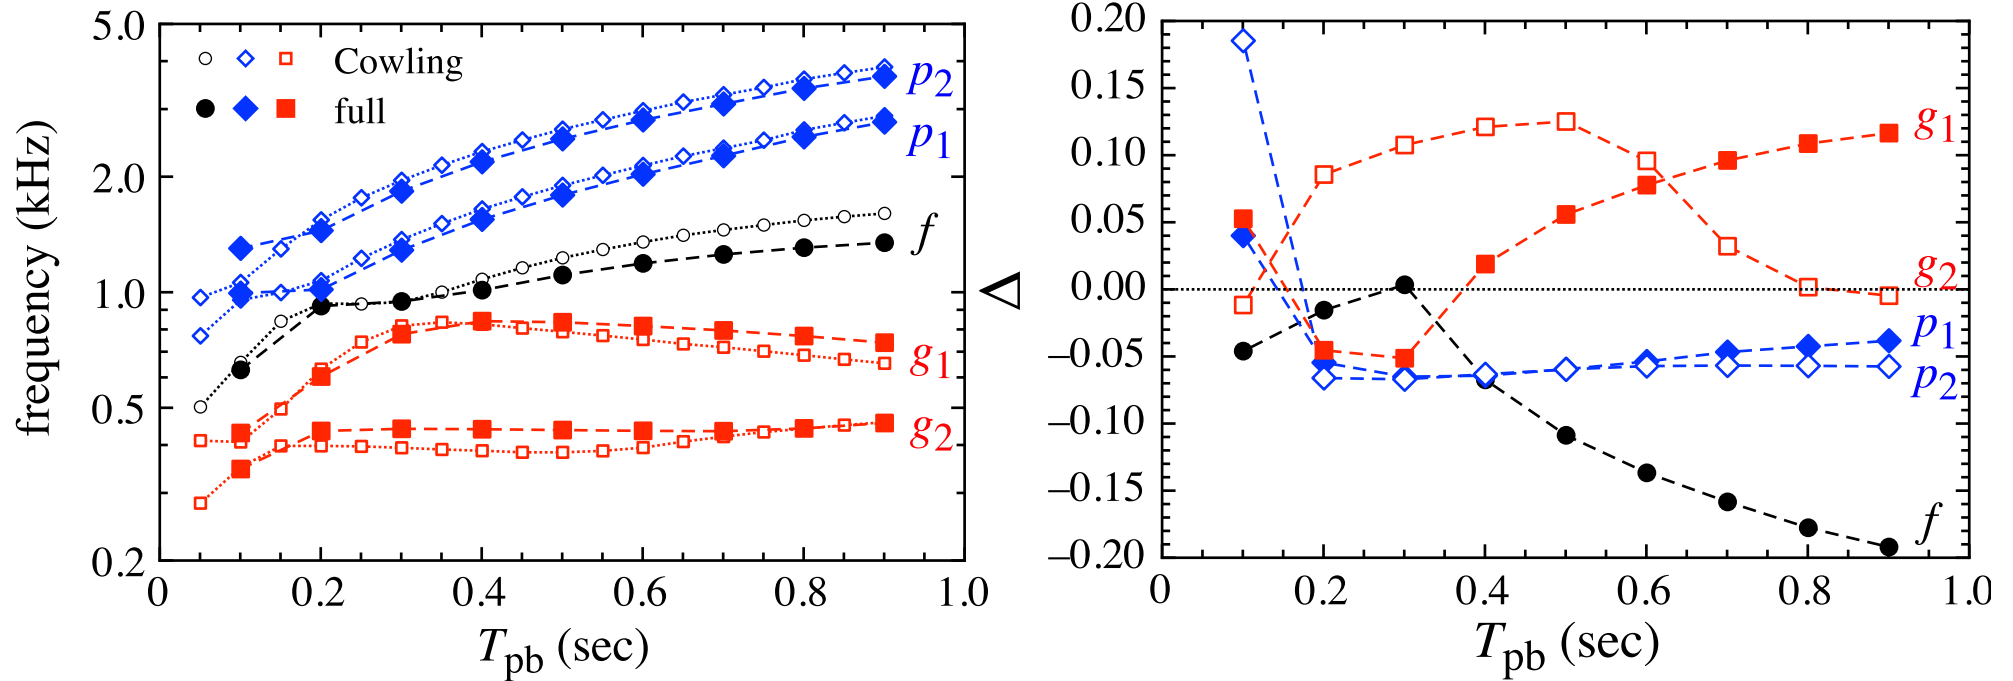 5.0
2.0
1.0
0.5
0.2
frequency (kHz)
Cowling
full
p2
p1
f
g1
g2
0 0.2 0.4 0.6 0.8 1.0
Tpb (sec)
0.20
0.15
0.10
0.05
0.00
−0.05
−0.10
−0.15
−0.20
Δ
g1
g2
p1
p2
f
0 0.2 0.4 0.6 0.8 1.0
Tpb (sec)